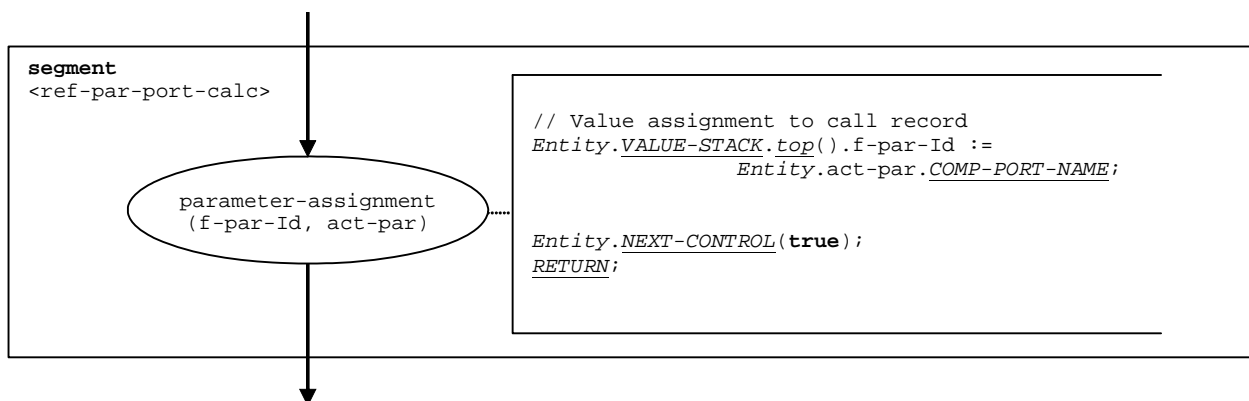 segment
<ref-par-port-calc>
// Value assignment to call record
Entity.VALUE-STACK.top().f-par-Id :=
Entity.act-par.COMP-PORT-NAME;
parameter-assignment
(f-par-Id, act-par)
Entity.NEXT-CONTROL(true);
RETURN;